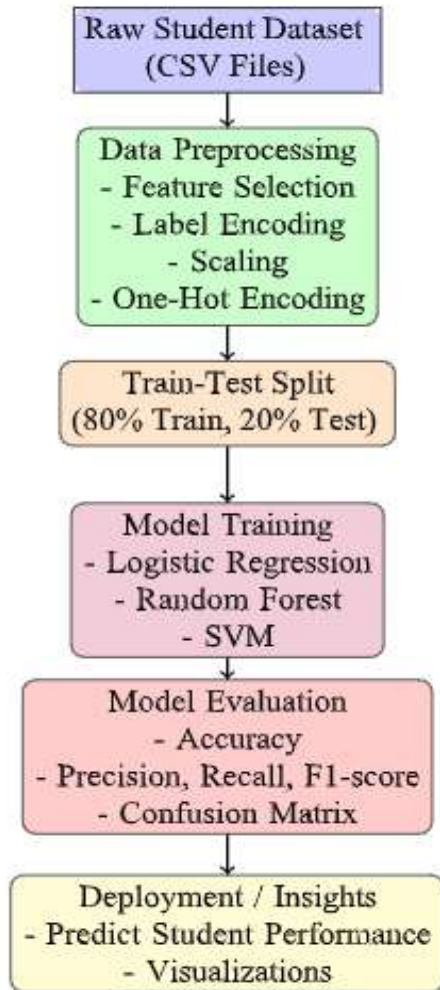 Raw Student Dataset
(CSV Files)
Data Preprocessing
- Feature Selection
- Label Encoding
- Scaling
- One-Hot Encoding
Train-Test Split
(80% Train, 20% Test)
Model Training
- Logistic Regression
- Random Forest
- SVM
Model Evaluation
- Accuracy
- Precision, Recall, F1-score
- Confusion Matrix
Deployment / Insights
- Predict Student Performance
- Visualizations